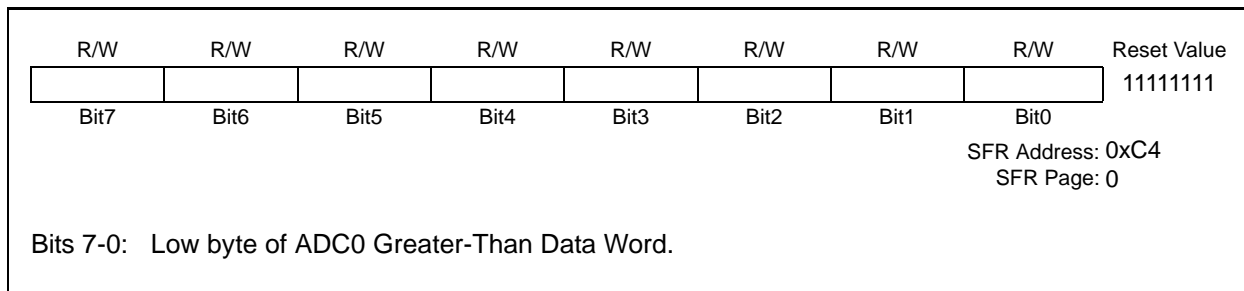 R/W R/W R/W R/W R/W R/W R/W R/W Reset Value
11111111
Bit7 Bit6 Bit5 Bit4 Bit3 Bit2 Bit1 Bit0
SFR Address: 0xC4
SFR Page: 0
Bits 7-0: Low byte of ADC0 Greater-Than Data Word.